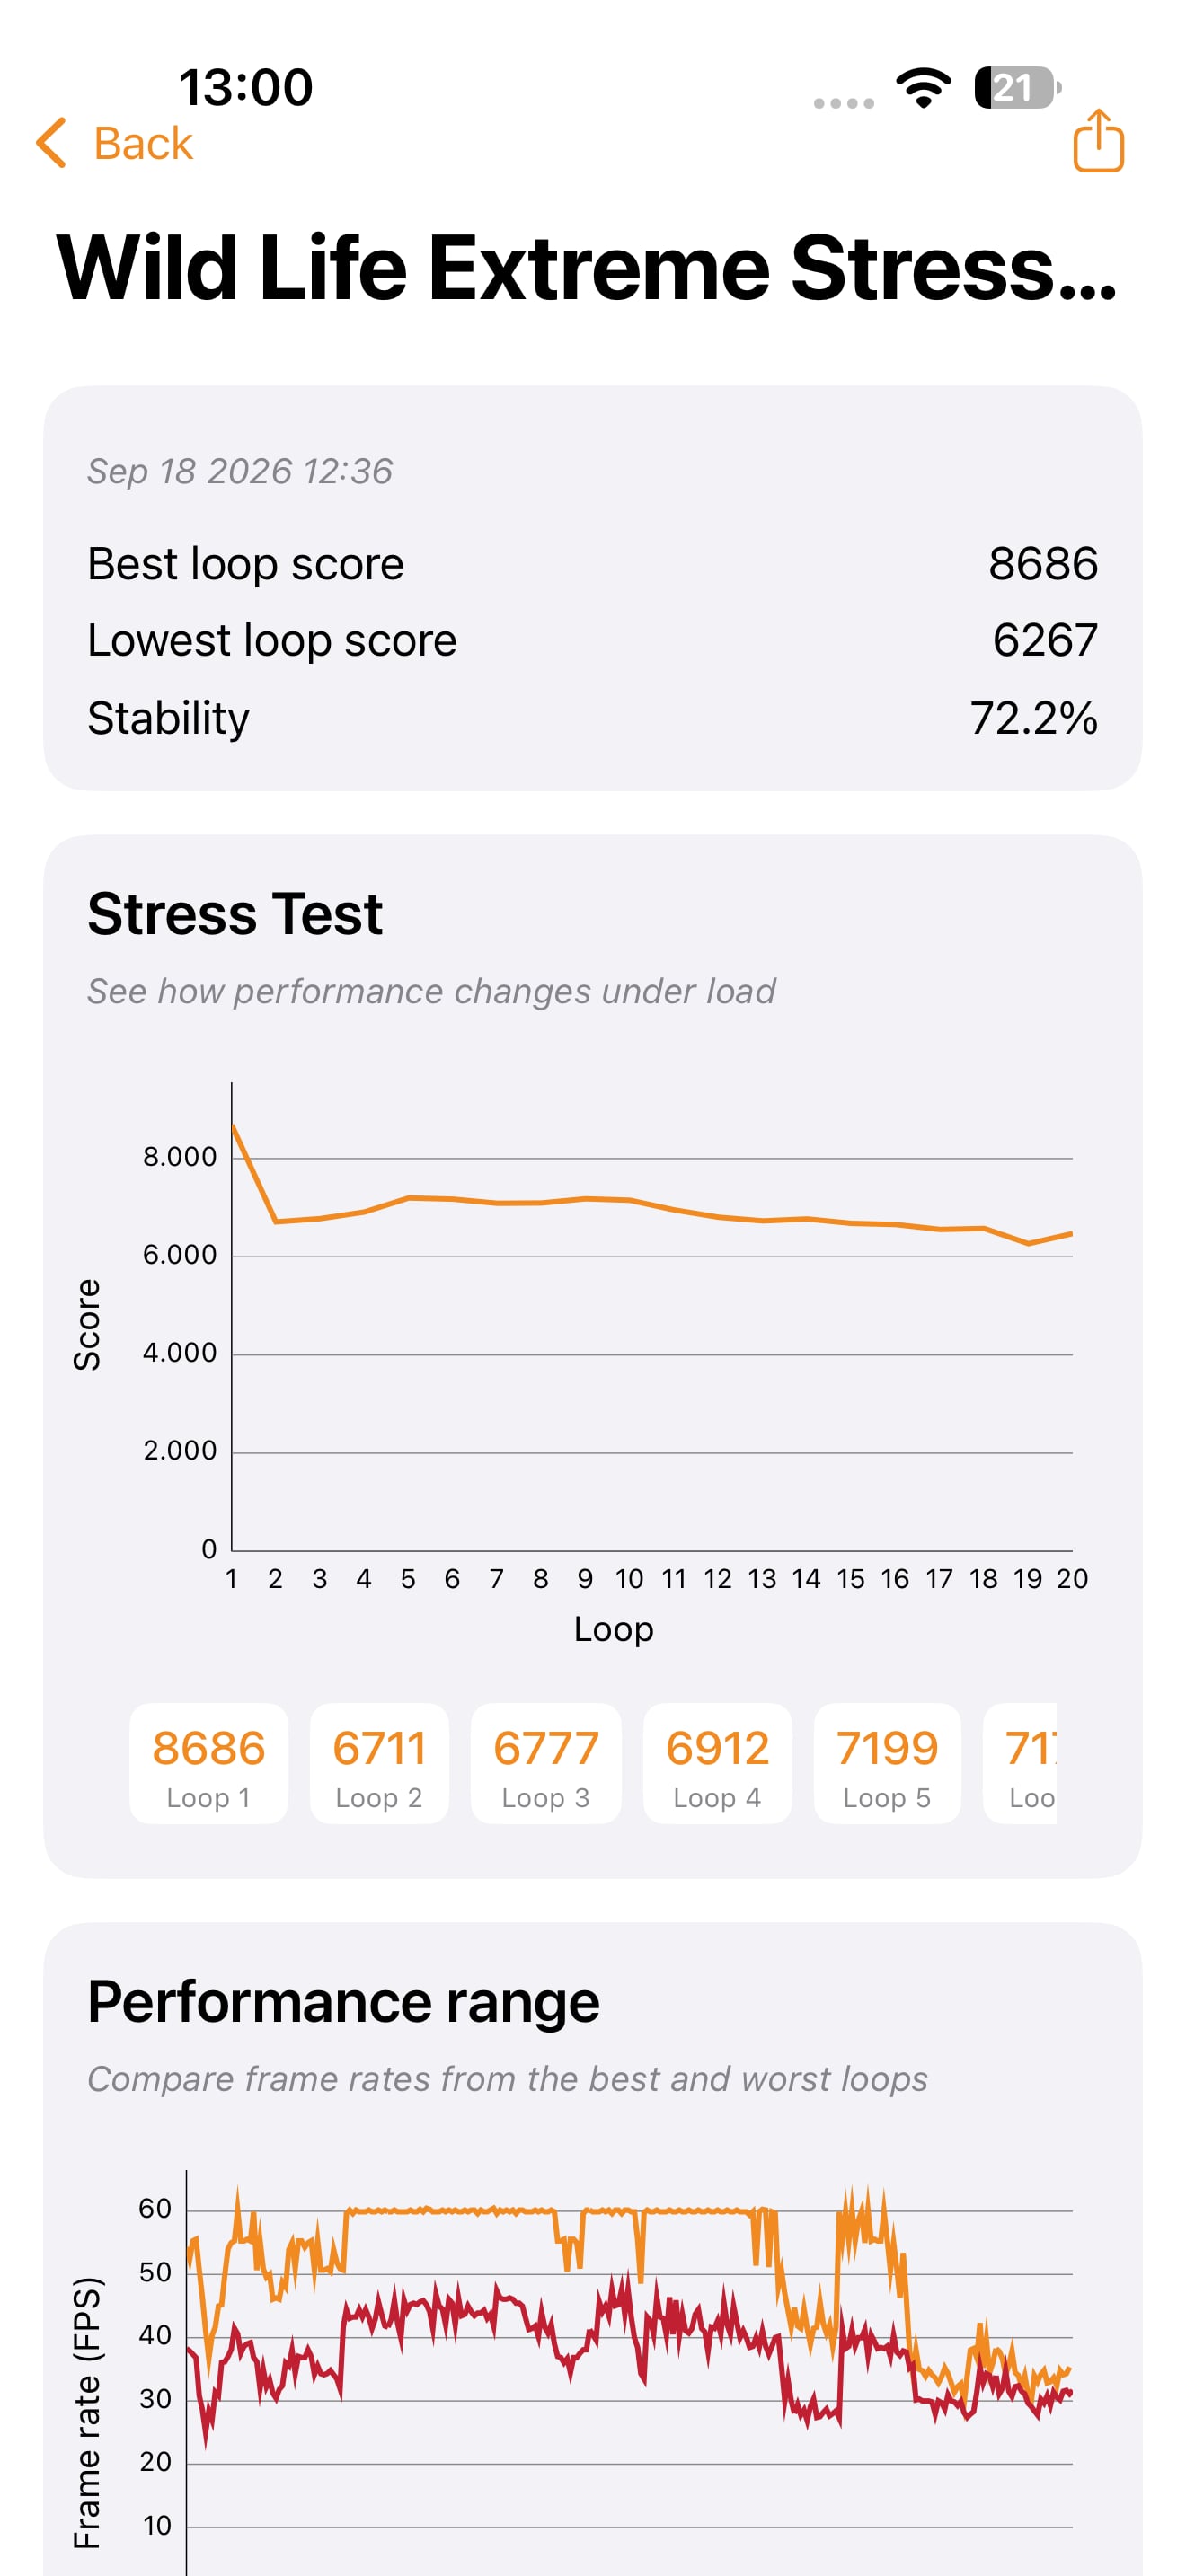 13:00
21
Back
Wild Life Extreme Stress...
Sep 18 2026 12:36
Best loop score 8686
Lowest loop score 6267
Stability 72.2%
Stress Test
See how performance changes under load
Score
8.000
6.000
4.000
2.000
0
1 2 3 4 5 6 7 8 9 10 11 12 13 14 15 16 17 18 19 20
Loop
8686 6711 6777 6912 7199
Loop 1 Loop 2 Loop 3 Loop 4 Loop 5
Performance range
Compare frame rates from the best and worst loops
Frame rate (FPS)
60
50
40
30
20
10